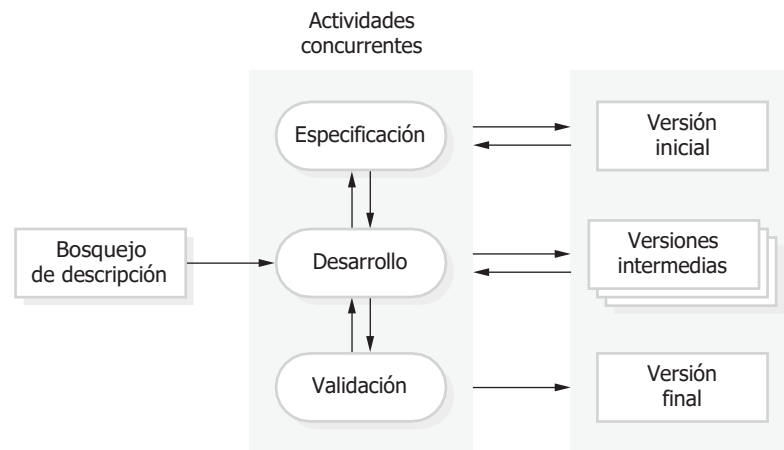 Actividades
concurrentes
Especificación
Versión
inicial
Bosquejo
de descripción
Desarrollo
Versiones
intermedias
Validación
Versión
final